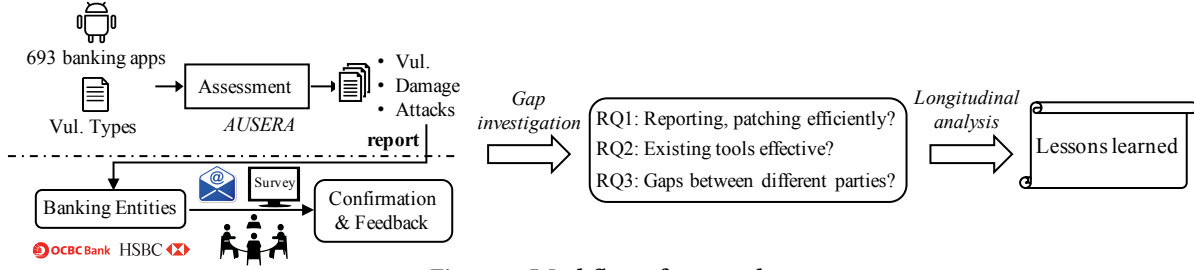 693 banking apps
Vul. Types
Assessment
AUSERA
• Vul.
• Damage
• Attacks
report
Banking Entities
OCBC Bank HSBC
@
Survey
Confirmation
& Feedback
Gap
investigation
RQ1: Reporting, patching efficiently?
RQ2: Existing tools effective?
RQ3: Gaps between different parties?
Longitudinal
analysis
Lessons learned